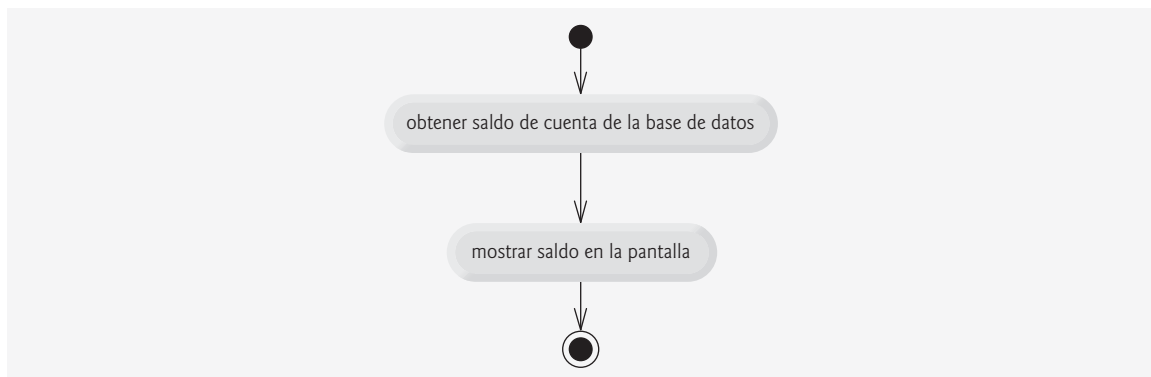 obtener saldo de cuenta de la base de datos
mostrar saldo en la pantalla